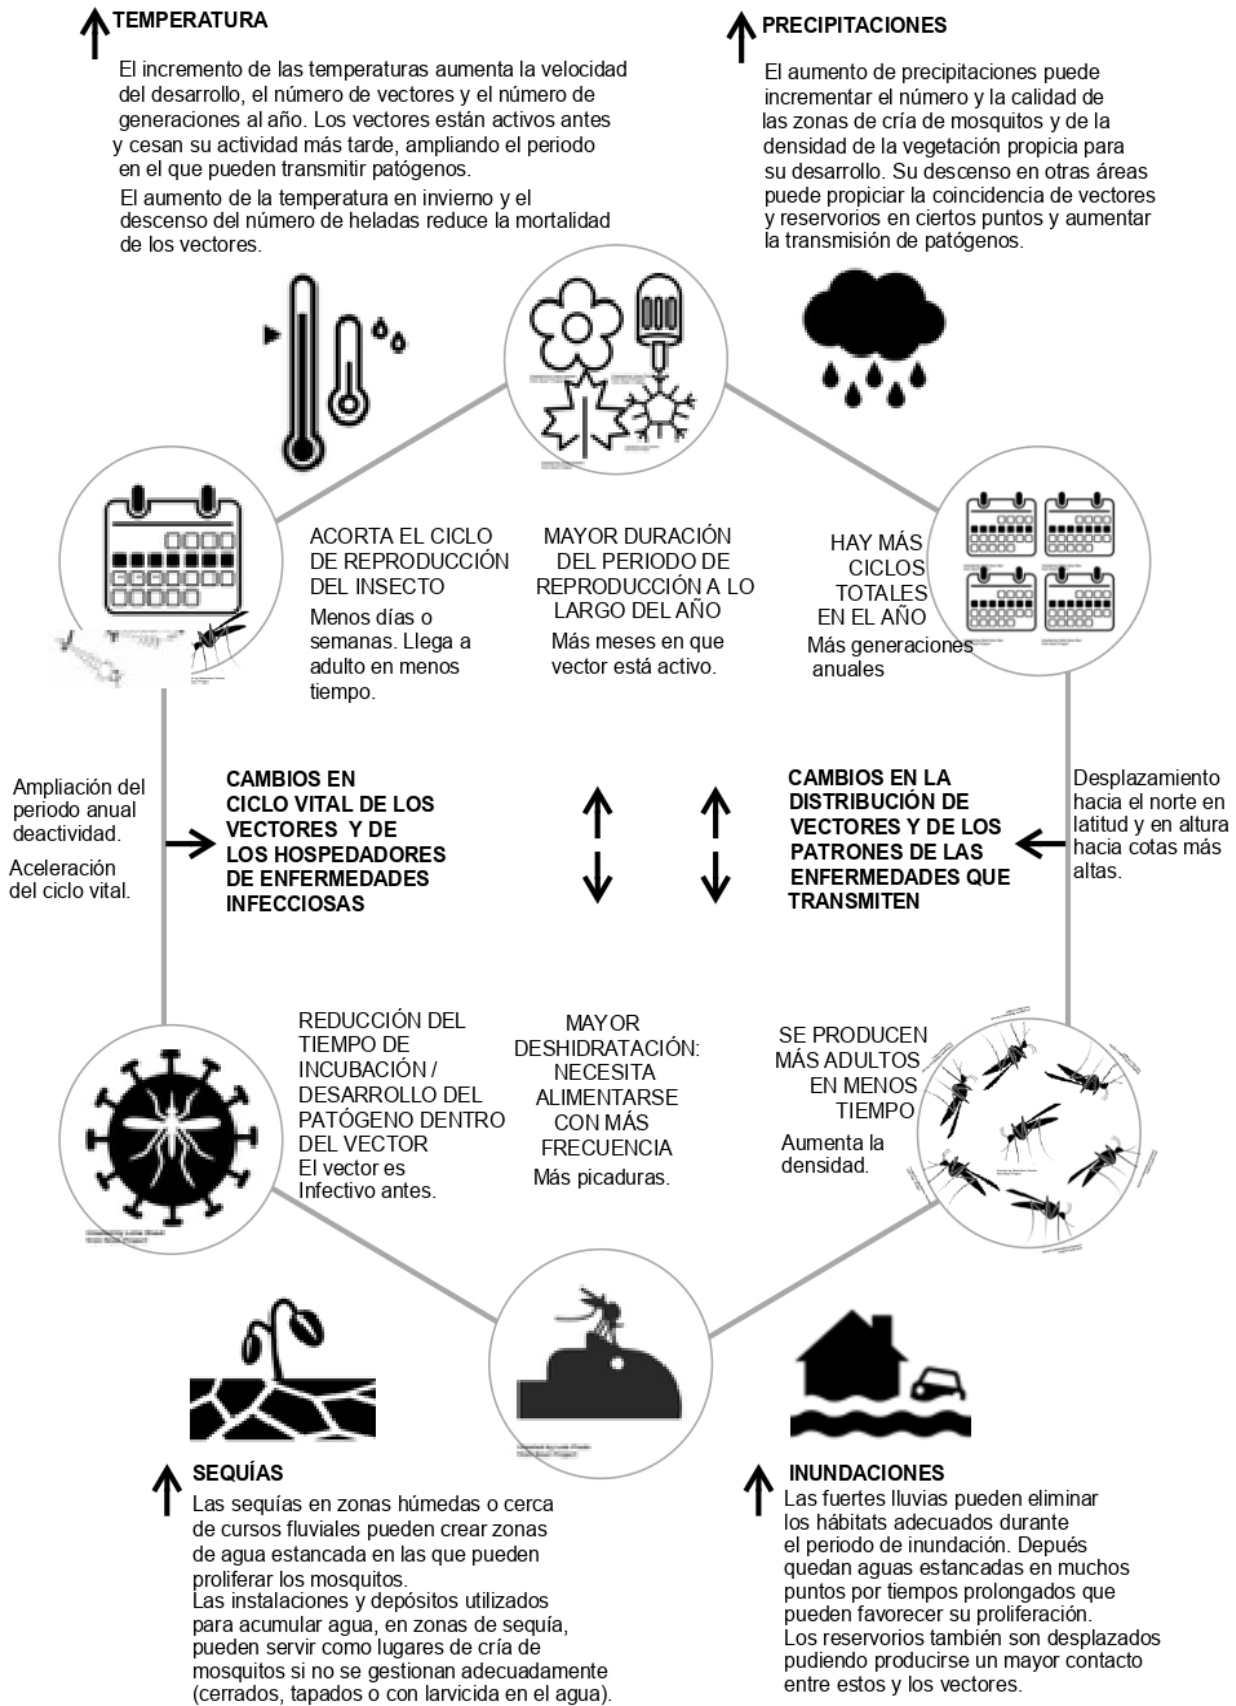 TEMPERATURA
El incremento de las temperaturas aumenta la velocidad
del desarrollo, el número de vectores y el número de
generaciones al año. Los vectores están activos antes
y cesan su actividad más tarde, ampliando el periodo
en el que pueden transmitir patógenos.
El aumento de la temperatura en invierno y el
descenso del número de heladas reduce la mortalidad
de los vectores.
PRECIPITACIONES
El aumento de precipitaciones puede
incrementar el número y la calidad de
las zonas de cría de mosquitos y de la
densidad de la vegetación propicia para
su desarrollo. Su descenso en otras áreas
puede propiciar la coincidencia de vectores
y reservorios en ciertos puntos y aumentar
la transmisión de patógenos.
ACORTA EL CICLO
DE REPRODUCCIÓN
DEL INSECTO
Menos días o
semanas. Llega a
adulto en menos
tiempo.
MAYOR DURACIÓN
DEL PERIODO DE
REPRODUCCIÓN A LO
LARGO DEL AÑO
Más meses en que
vector está activo.
HAY MÁS
CICLOS
TOTALES
EN EL AÑO
Más generaciones
anuales
Ampliación del
periodo anual
deactividad.
Aceleración
del ciclo vital.
CAMBIOS EN
CICLO VITAL DE LOS
VECTORES Y DE
LOS HOSPEDADORES
DE ENFERMEDADES
INFECCIOSAS
CAMBIOS EN LA
DISTRIBUCIÓN DE
VECTORES Y DE LOS
PATRONES DE LAS
ENFERMEDADES QUE
TRANSMITEN
Desplazamiento
hacia el norte en
latitud y en altura
hacia cotas más
altas.
REDUCCIÓN DEL
TIEMPO DE
INCUBACIÓN /
DESARROLLO DEL
PATÓGENO DENTRO
DEL VECTOR
El vector es
Infectivo antes.
MAYOR
DESHIDRATACIÓN:
NECESITA
ALIMENTARSE
CON MÁS
FRECUENCIA
Más picaduras.
SE PRODUCEN
MÁS ADULTOS
EN MENOS
TIEMPO
Aumenta la
densidad.
SEQUÍAS
Las sequías en zonas húmedas o cerca
de cursos fluviales pueden crear zonas
de agua estancada en las que pueden
proliferar los mosquitos.
Las instalaciones y depósitos utilizados
para acumular agua, en zonas de sequía,
pueden servir como lugares de cría de
mosquitos si no se gestionan adecuadamente
(cerrados, tapados o con larvicida en el agua).
INUNDACIONES
Las fuertes lluvias pueden eliminar
los hábitats adecuados durante
el periodo de inundación. Depués
quedan aguas estancadas en muchos
puntos por tiempos prolongados que
pueden favorecer su proliferación.
Los reservorios también son desplazados
pudiendo producirse un mayor contacto
entre estos y los vectores.